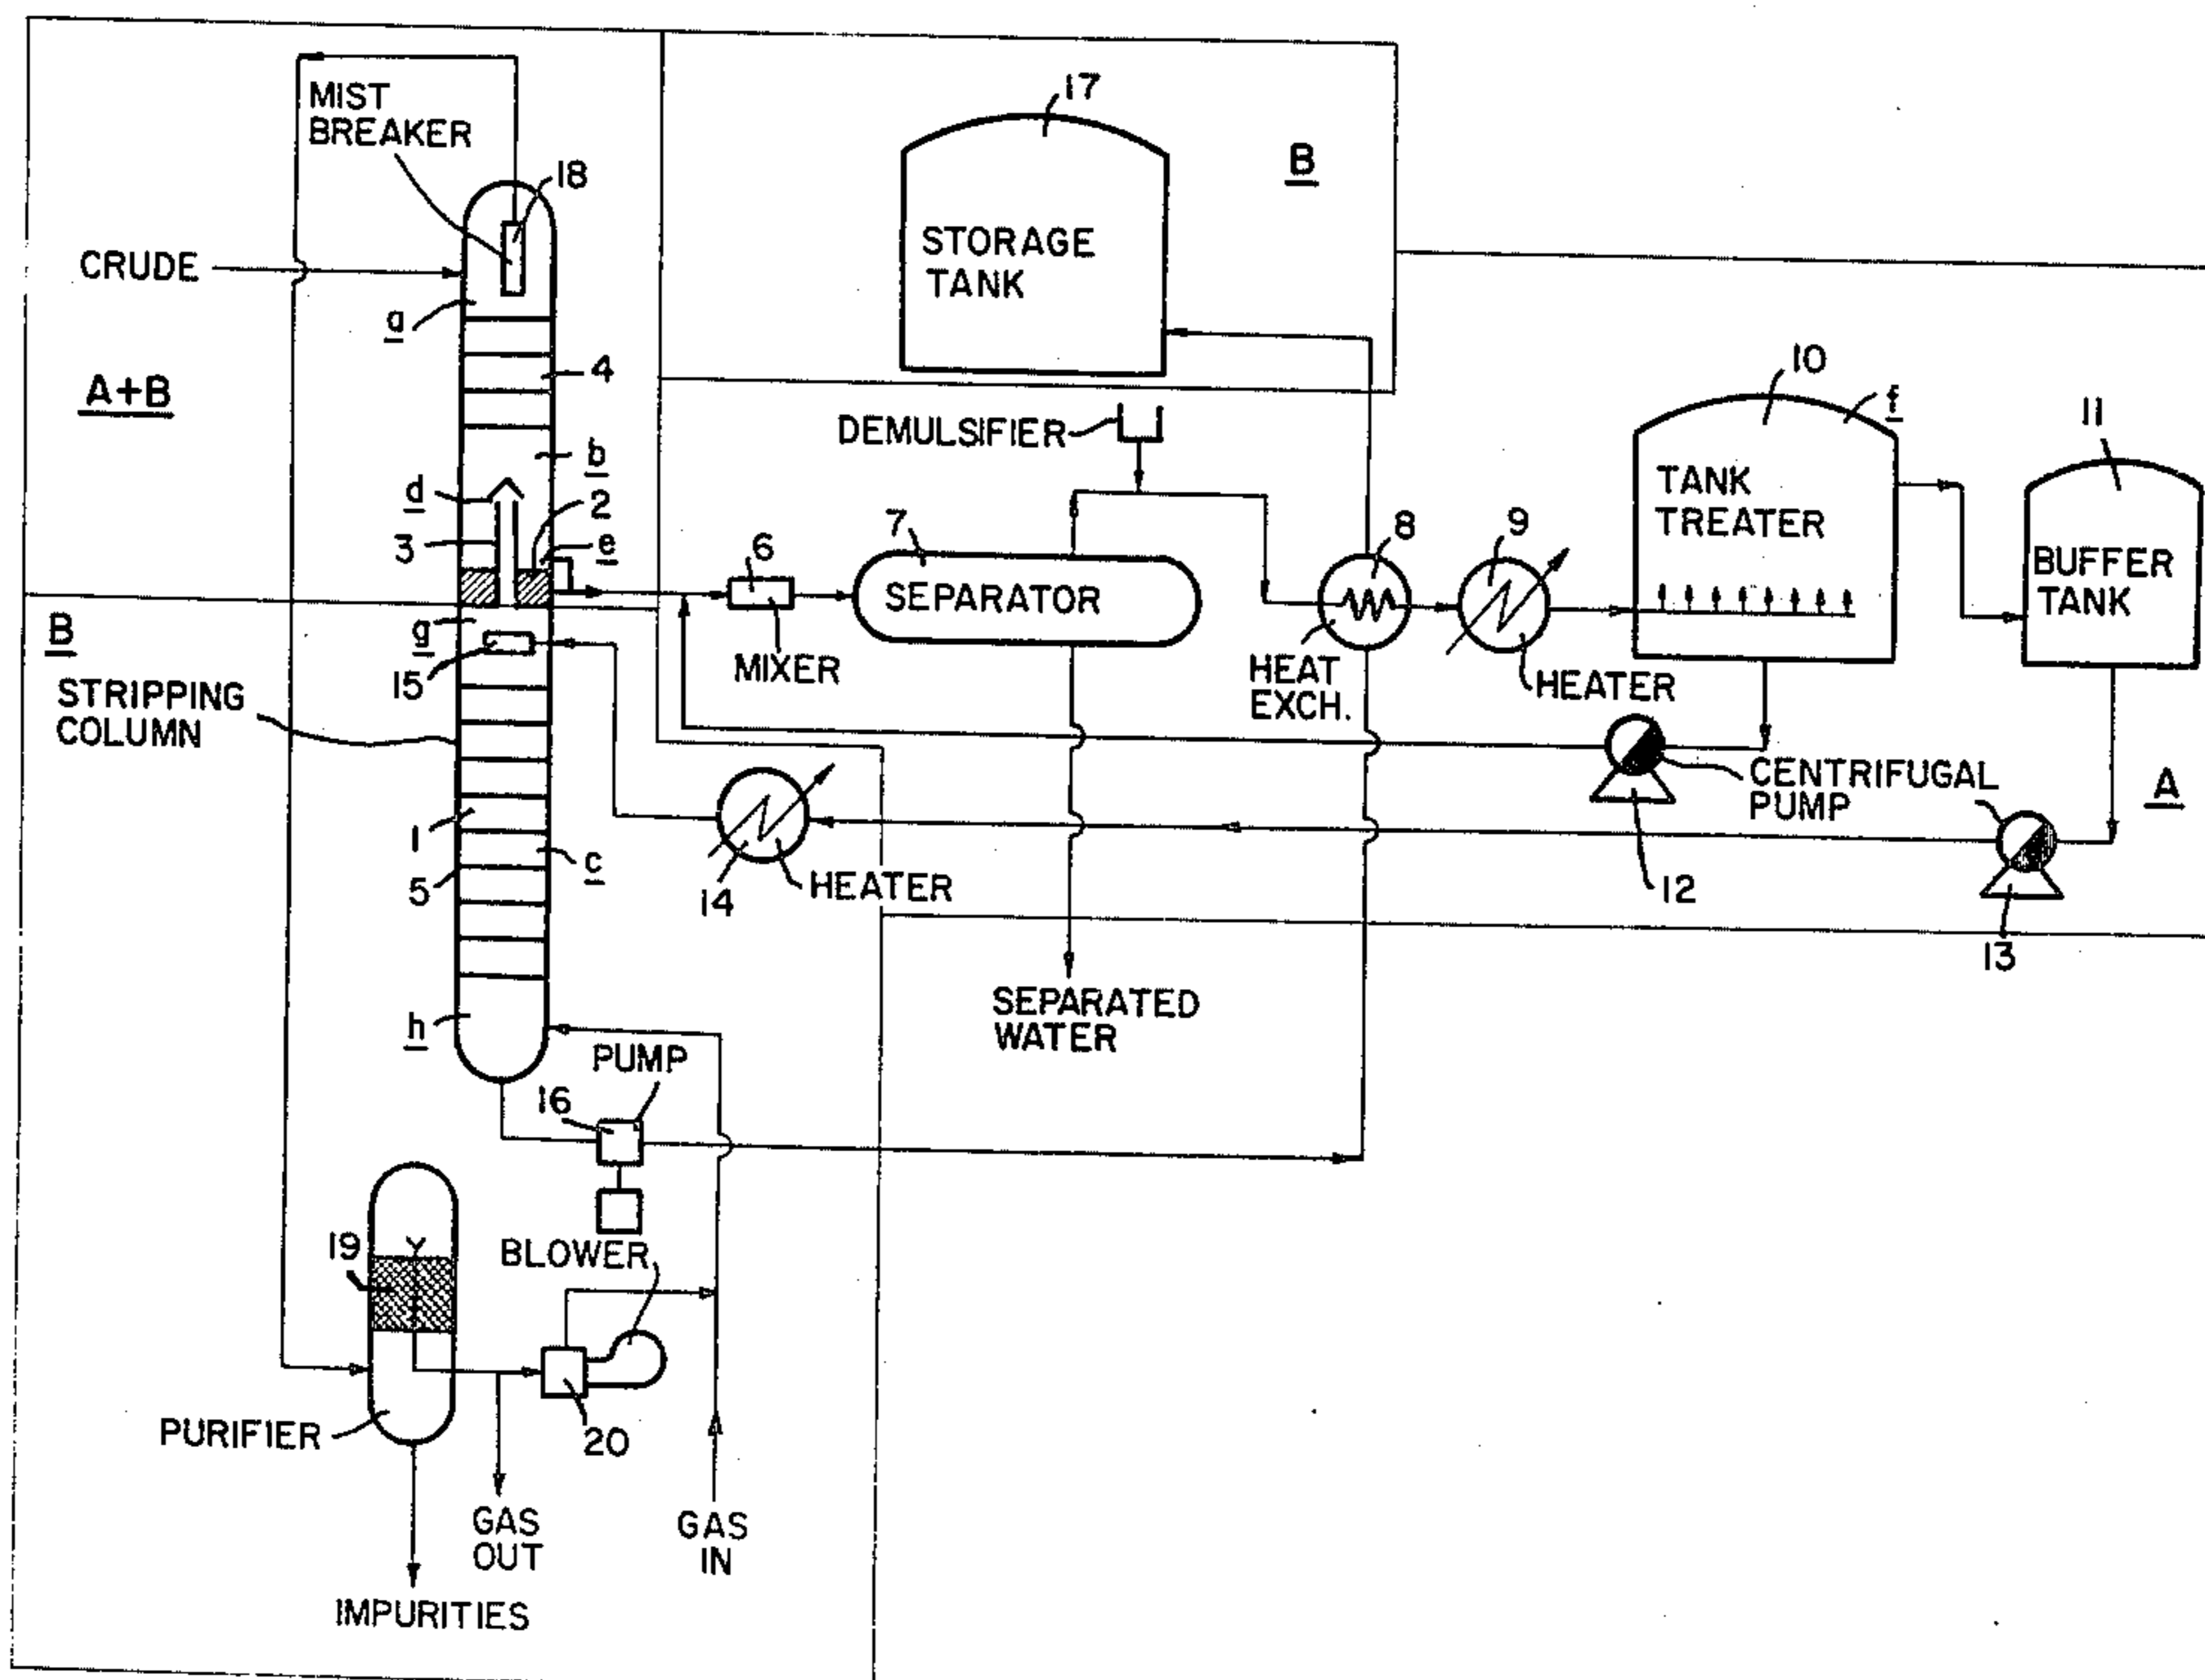 MIST
BREAKER
18
CRUDE
a
4
A+B
b
d
2
3
e
B
g
15
STRIPPING
COLUMN
1
c
5
h
PUMP
16
19
BLOWER
PURIFIER
20
GAS
OUT
GAS
IN
IMPURITIES
17
STORAGE
TANK
B
DEMULSIFIER
6
MIXER
7
SEPARATOR
8
HEAT
EXCH.
9
HEATER
10
f
TANK
TREATER
11
BUFFER
TANK
CENTRIFUGAL
PUMP
A
12
13
14
HEATER
SEPARATED
WATER